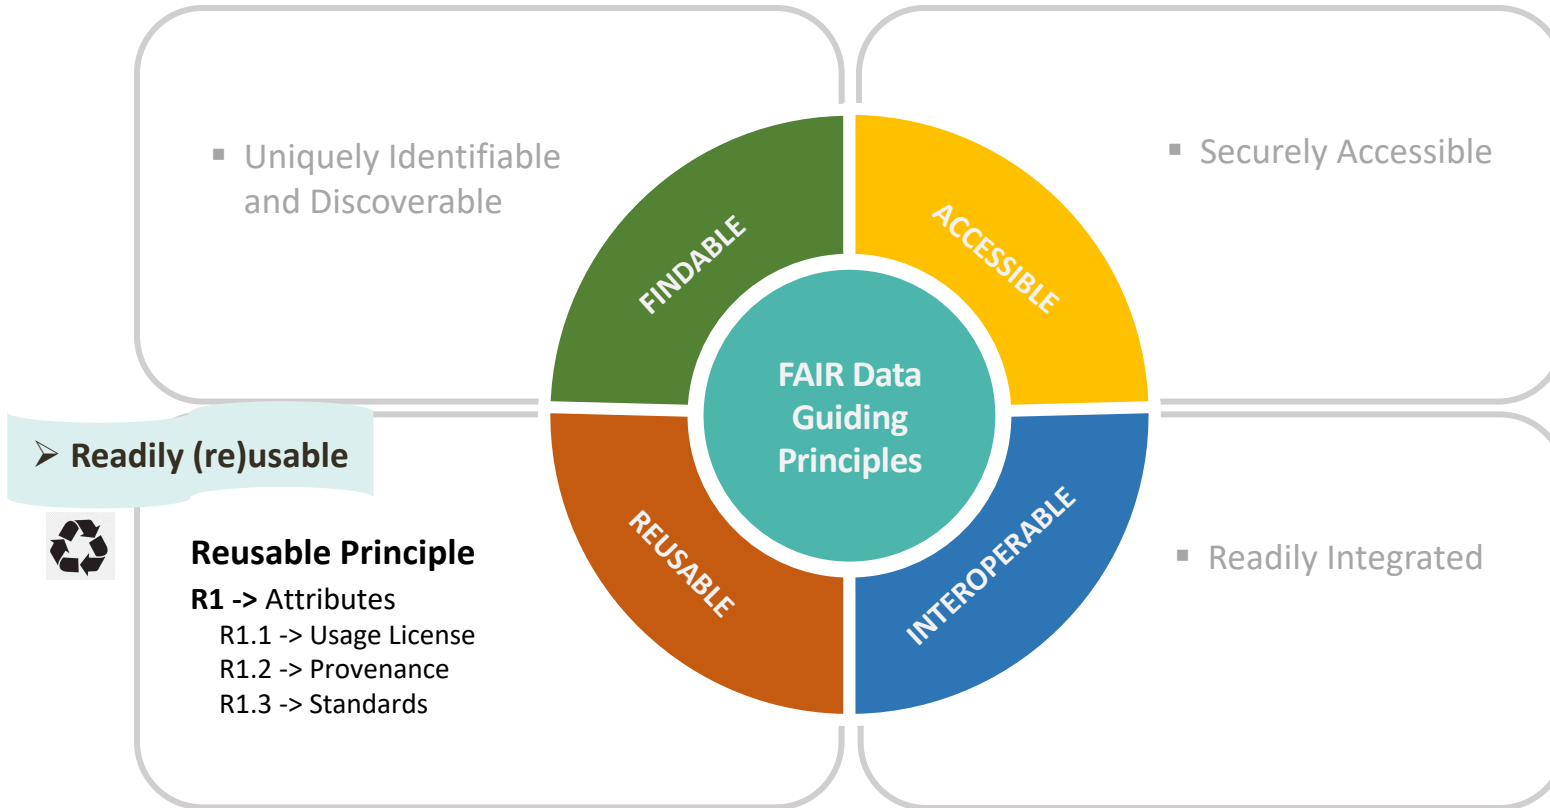 ▪ Uniquely Identifiable
and Discoverable
▪ Securely Accessible
FINDABLE
ACCESSIBLE
FAIR Data
Guiding
Principles
REUSABLE
INTEROPERABLE
➢ Readily (re)usable
Reusable Principle
R1 -> Attributes
R1.1 -> Usage License
R1.2 -> Provenance
R1.3 -> Standards
▪ Readily Integrated